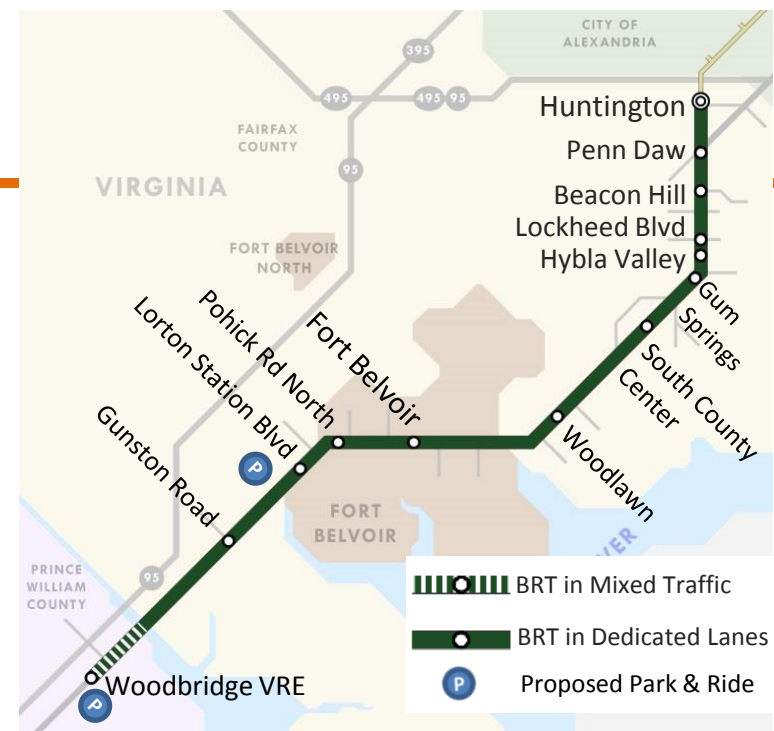 CITY OF
ALEXANDRIA
395
495
495 95
Huntington
FAIRFAX
COUNTY
Penn Daw
95
VIRGINIA
Beacon Hill
Lockheed Blvd
FORT BELVOIR
NORTH
Hybla Valley
Gum
Springs
Pohick Rd North
Fort Belvoir
Lorton Station Blvd
South County
Center
Gunston Road
Woodlawn
P
FORT
BELVOIR
VER
PRINCE
WILLIAM
COUNTY
95
BRT in Mixed Traffic
BRT in Dedicated Lanes
Woodbridge VRE
P
P Proposed Park & Ride